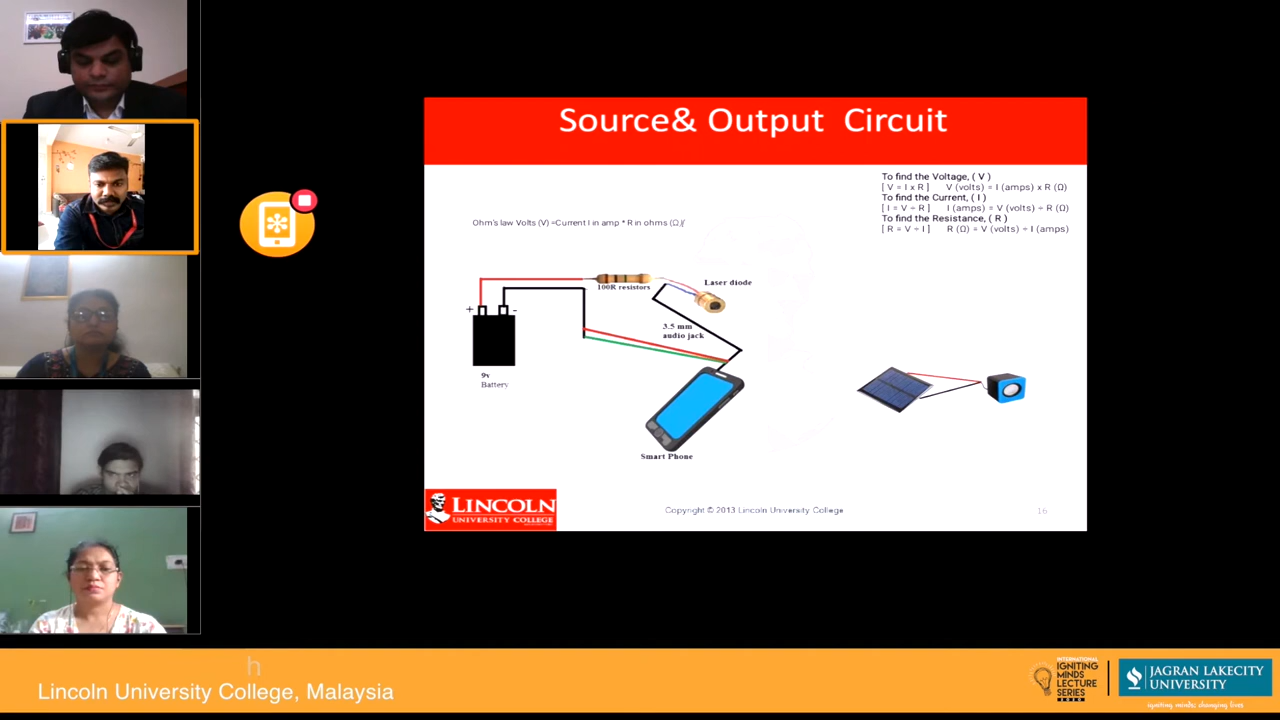 Source& Output Circuit
To find the Voltage, ( V )
[ V = I x R ] V (volts) = I (amps) x R (Ω)
To find the Current, ( I )
[ I = V ÷ R ] I (amps) = V (volts) ÷ R (Ω)
To find the Resistance, ( R )
[ R = V ÷ I ] R (Ω) = V (volts) ÷ I (amps)
Ohm's law Volts (V) =Current I in amp * R in ohms (Ω)/
100R resistors
Laser diode
+ -
3.5 mm
audio jack
9v
Battery
Smart Phone
LINCOLN
UNIVERSITY COLLEGE
Copyright © 2013 Lincoln University College
16
h
Lincoln University College, Malaysia
INTERNATIONAL
IGNITING
MINDS
LECTURE
SERIES
2020
JAGRAN LAKECITY
UNIVERSITY
igniting minds; changing lives